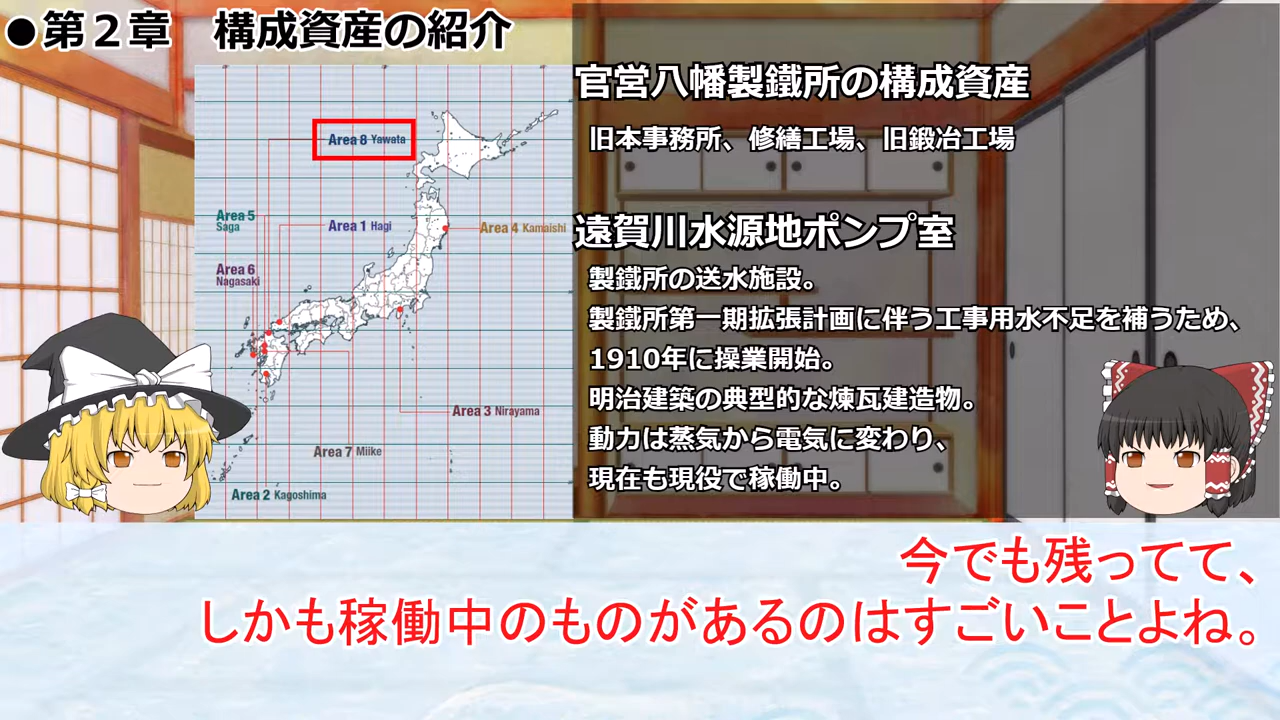 ●第２章　構成資産の紹介
Area 8 Yawata
Area 5
Saga
Area 1 Hagi
Area 4 Kamaishi
Area 6
Nagasaki
Area 3 Nirayama
Area 7 Miike
Area 2 Kagoshima
官営八幡製鐵所の構成資産
旧本事務所、修繕工場、旧鍛冶工場
遠賀川水源地ポンプ室
製鐵所の送水施設。
製鐵所第一期拡張計画に伴う工事用水不足を補うため、
1910年に操業開始。
明治建築の典型的な煉瓦建造物。
動力は蒸気から電気に変わり、
現在も現役で稼働中。
今でも残ってて、
しかも稼働中のものがあるのはすごいことよね。